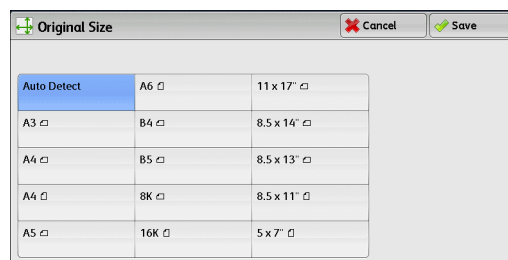 Original Size
Cancel
Save
Auto Detect
A6
11 x 17"
A3
B4
8.5 x 14"
A4
B5
8.5 x 13"
A4
8K
8.5 x 11"
A5
16K
5 x 7"